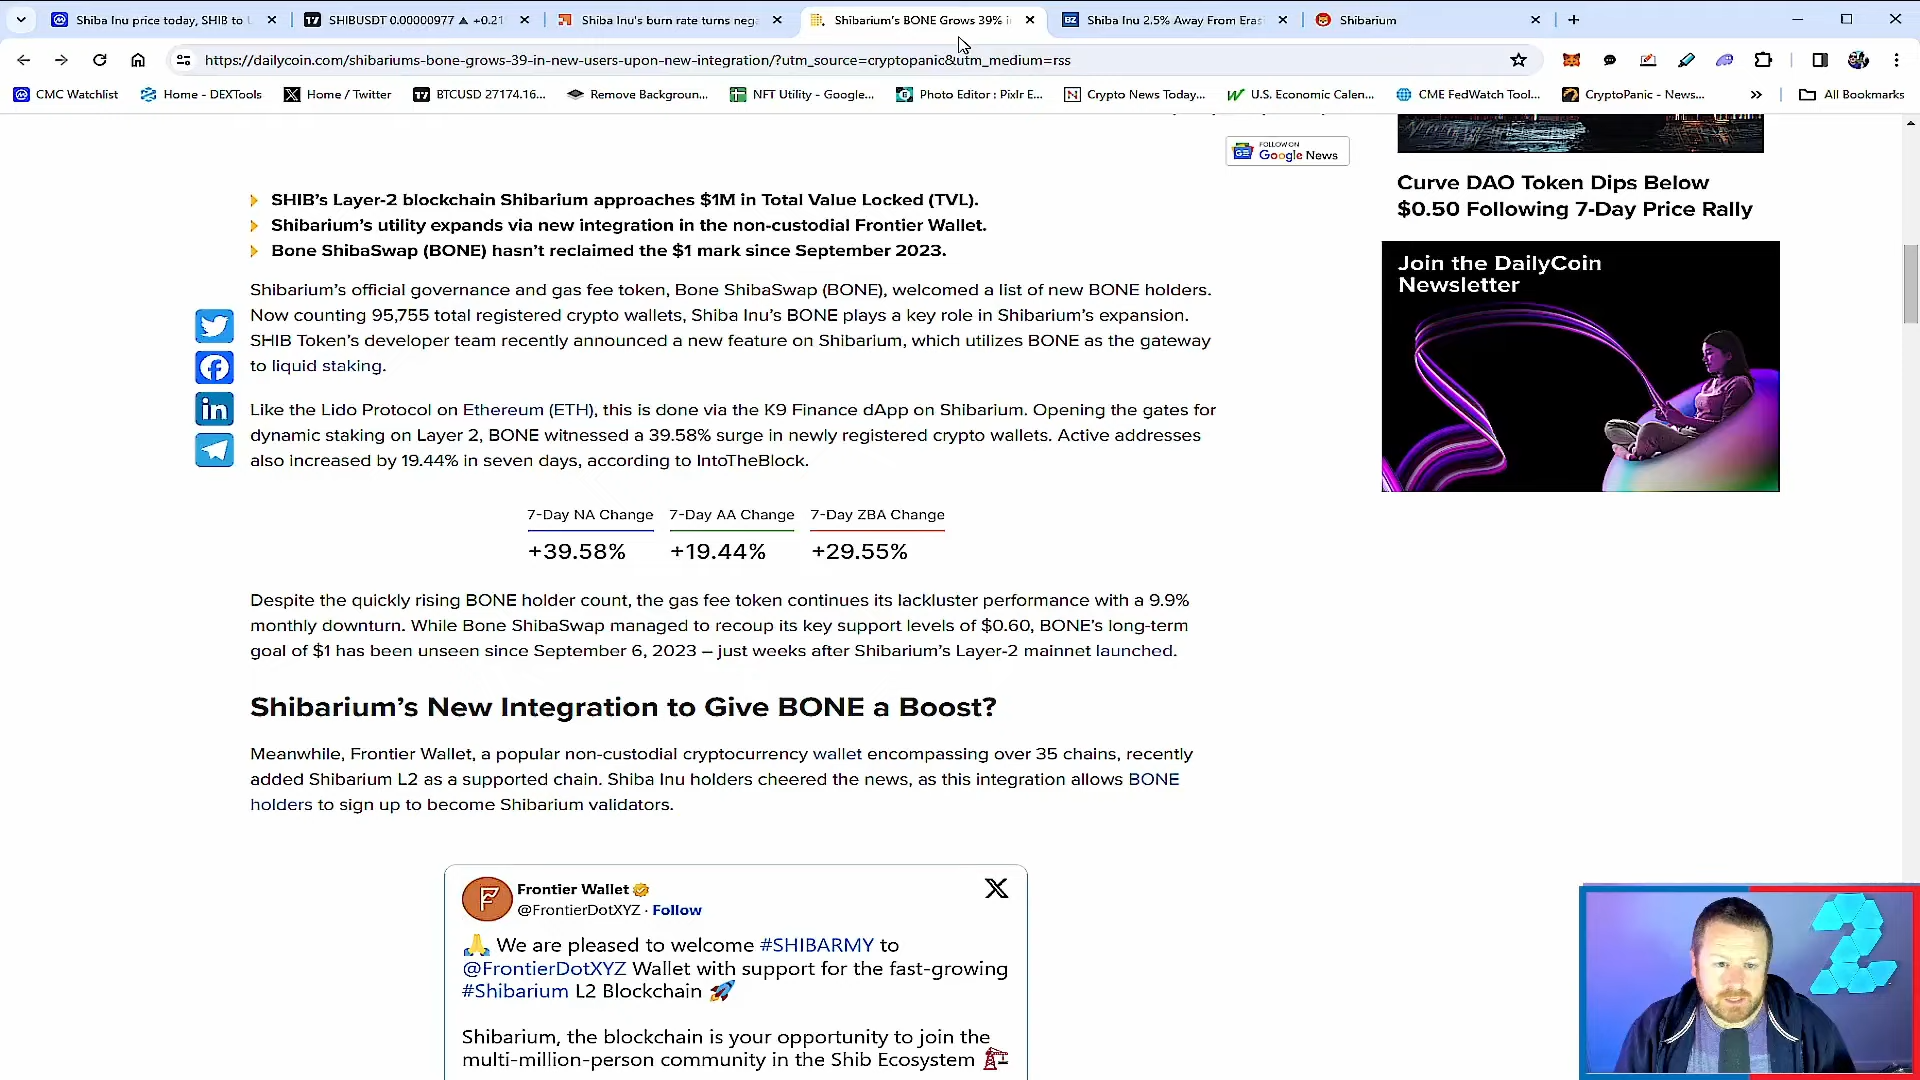 Shiba Inu price today, SHIB to U
SHIBUSDT 0.00000977 ▲ +0.21
Shiba Inu's burn rate turns neg
Shibarium's BONE Grows 39% i
Shiba Inu 2.5% Away From Eras
Shibarium
https://dailycoin.com/shibariums-bone-grows-39-in-new-users-upon-new-integration/?utm_source=cryptopanic&utm_medium=rss
CMC Watchlist
Home - DEXTools
Home / Twitter
BTCUSD 27174.16...
Remove Backgroun...
NFT Utility - Google...
Photo Editor : Pixlr E...
Crypto News Today...
U.S. Economic Calen...
CME FedWatch Tool...
CryptoPanic - News...
All Bookmarks
FOLLOW ON
Google News
SHIB’s Layer-2 blockchain Shibarium approaches $1M in Total Value Locked (TVL).
Shibarium’s utility expands via new integration in the non-custodial Frontier Wallet.
Bone ShibaSwap (BONE) hasn’t reclaimed the $1 mark since September 2023.
Shibarium’s official governance and gas fee token, Bone ShibaSwap (BONE), welcomed a list of new BONE holders.
Now counting 95,755 total registered crypto wallets, Shiba Inu’s BONE plays a key role in Shibarium’s expansion.
SHIB Token’s developer team recently announced a new feature on Shibarium, which utilizes BONE as the gateway
to liquid staking.
Like the Lido Protocol on Ethereum (ETH), this is done via the K9 Finance dApp on Shibarium. Opening the gates for
dynamic staking on Layer 2, BONE witnessed a 39.58% surge in newly registered crypto wallets. Active addresses
also increased by 19.44% in seven days, according to IntoTheBlock.
7-Day NA Change 7-Day AA Change 7-Day ZBA Change
+39.58% +19.44% +29.55%
Despite the quickly rising BONE holder count, the gas fee token continues its lackluster performance with a 9.9%
monthly downturn. While Bone ShibaSwap managed to recoup its key support levels of $0.60, BONE’s long-term
goal of $1 has been unseen since September 6, 2023 – just weeks after Shibarium’s Layer-2 mainnet launched.
Shibarium’s New Integration to Give BONE a Boost?
Meanwhile, Frontier Wallet, a popular non-custodial cryptocurrency wallet encompassing over 35 chains, recently
added Shibarium L2 as a supported chain. Shiba Inu holders cheered the news, as this integration allows BONE
holders to sign up to become Shibarium validators.
Frontier Wallet
@FrontierDotXYZ · Follow
🙏 We are pleased to welcome #SHIBARMY to
@FrontierDotXYZ Wallet with support for the fast-growing
#Shibarium L2 Blockchain 🚀
Shibarium, the blockchain is your opportunity to join the
multi-million-person community in the Shib Ecosystem 🏗️
Curve DAO Token Dips Below
$0.50 Following 7-Day Price Rally
Join the DailyCoin
Newsletter